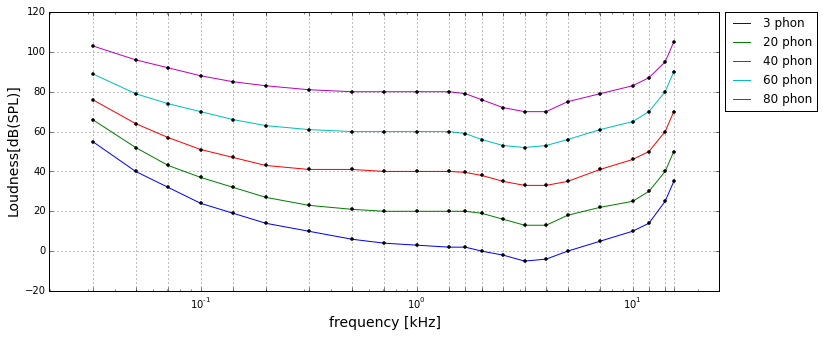 120
100
80
60
40
20
0
−20
Loudness[dB(SPL)]
10⁻¹
10⁰
10¹
frequency [kHz]
3 phon
20 phon
40 phon
60 phon
80 phon